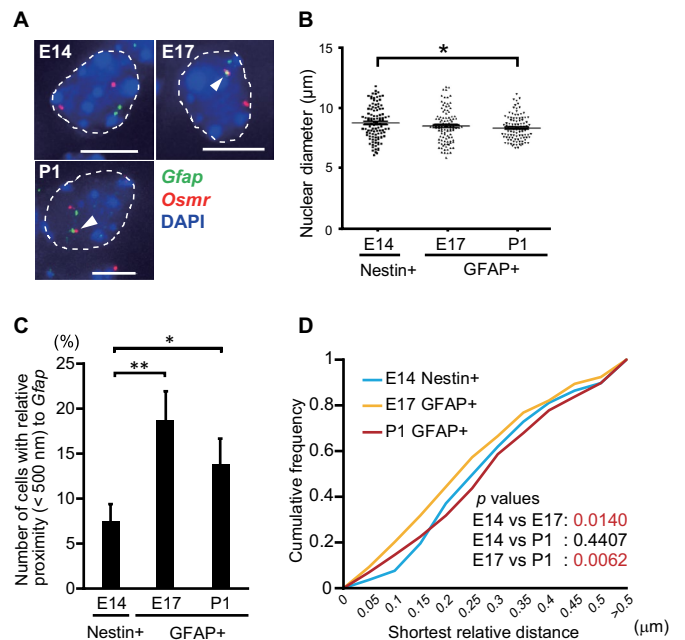 A
E14
E17
P1
Gfap
Osmr
DAPI
B
*
Nuclear diameter (μm)
15
10
5
0
E14
E17
P1
Nestin+
GFAP+
C
(%)
*
**
Number of cells with relative
proximity (< 500 nm) to Gfap
25
20
15
10
5
0
E14
E17
P1
Nestin+
GFAP+
D
Cumulative frequency
1
0.8
0.6
0.4
0.2
0
E14 Nestin+
E17 GFAP+
P1 GFAP+
p values
E14 vs E17: 0.0140
E14 vs P1 : 0.4407
E17 vs P1 : 0.0062
0 0.05 0.1 0.15 0.2 0.25 0.3 0.35 0.4 0.45 0.5 >0.5
Shortest relative distance
(μm)